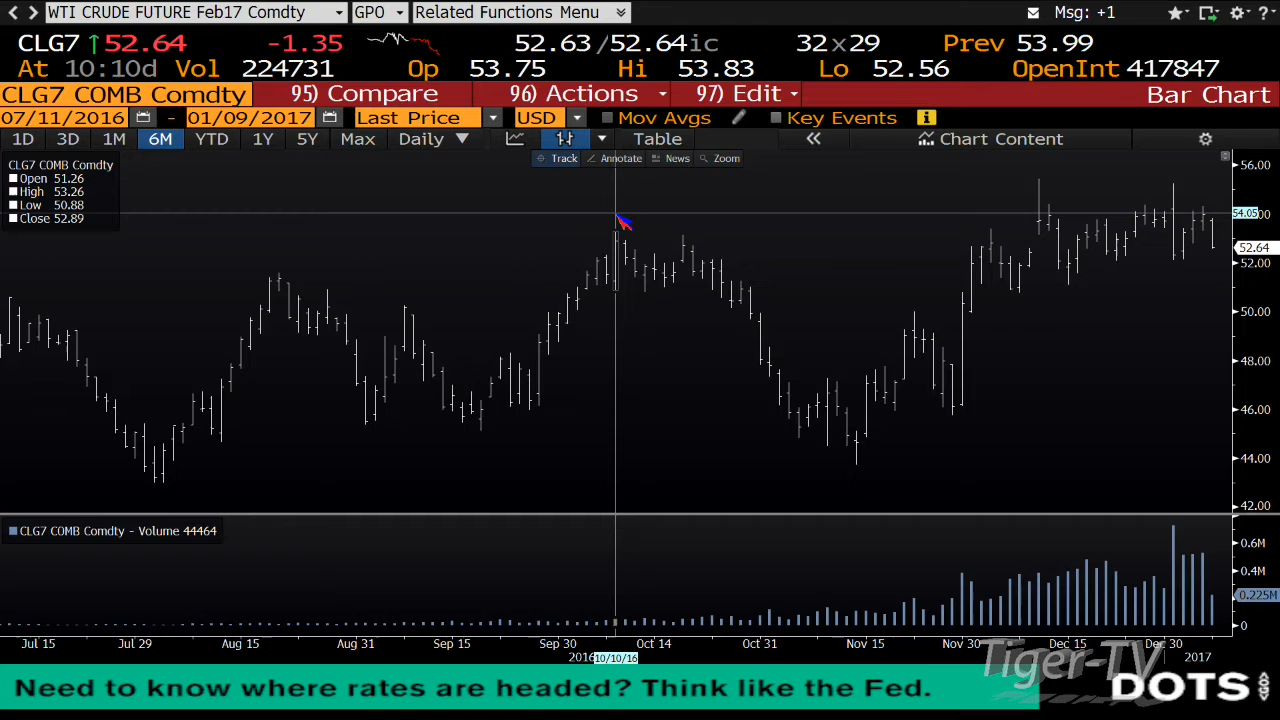 WTI CRUDE FUTURE Feb17 Comdty GPO Related Functions Menu Msg: +1
CLG7 52.64 -1.35 52.63 / 52.64 ic 32 x 29 Prev 53.99
At 10:10d Vol 224731 Op 53.75 Hi 53.83 Lo 52.56 OpenInt 417847
CLG7 COMB Comdty 95) Compare 96) Actions 97) Edit Bar Chart
07/11/2016 - 01/09/2017 Last Price USD Mov Avgs Key Events i
1D 3D 1M 6M YTD 1Y 5Y Max Daily Table Chart Content
Track Annotate News Zoom
CLG7 COMB Comdty
Open 51.26
High 53.26
Low 50.88
Close 52.89
56.00
54.05
52.64
52.00
50.00
48.00
46.00
44.00
42.00
CLG7 COMB Comdty - Volume 44464
0.6M
0.4M
0.225M
0
Jul 15 Jul 29 Aug 15 Aug 31 Sep 15 Sep 30 Oct 14 Oct 31 Nov 15 Nov 30 Dec 15 Dec 30
2016 10/10/16 2017
Tiger-TV
Need to know where rates are headed? Think like the Fed.
DOTS